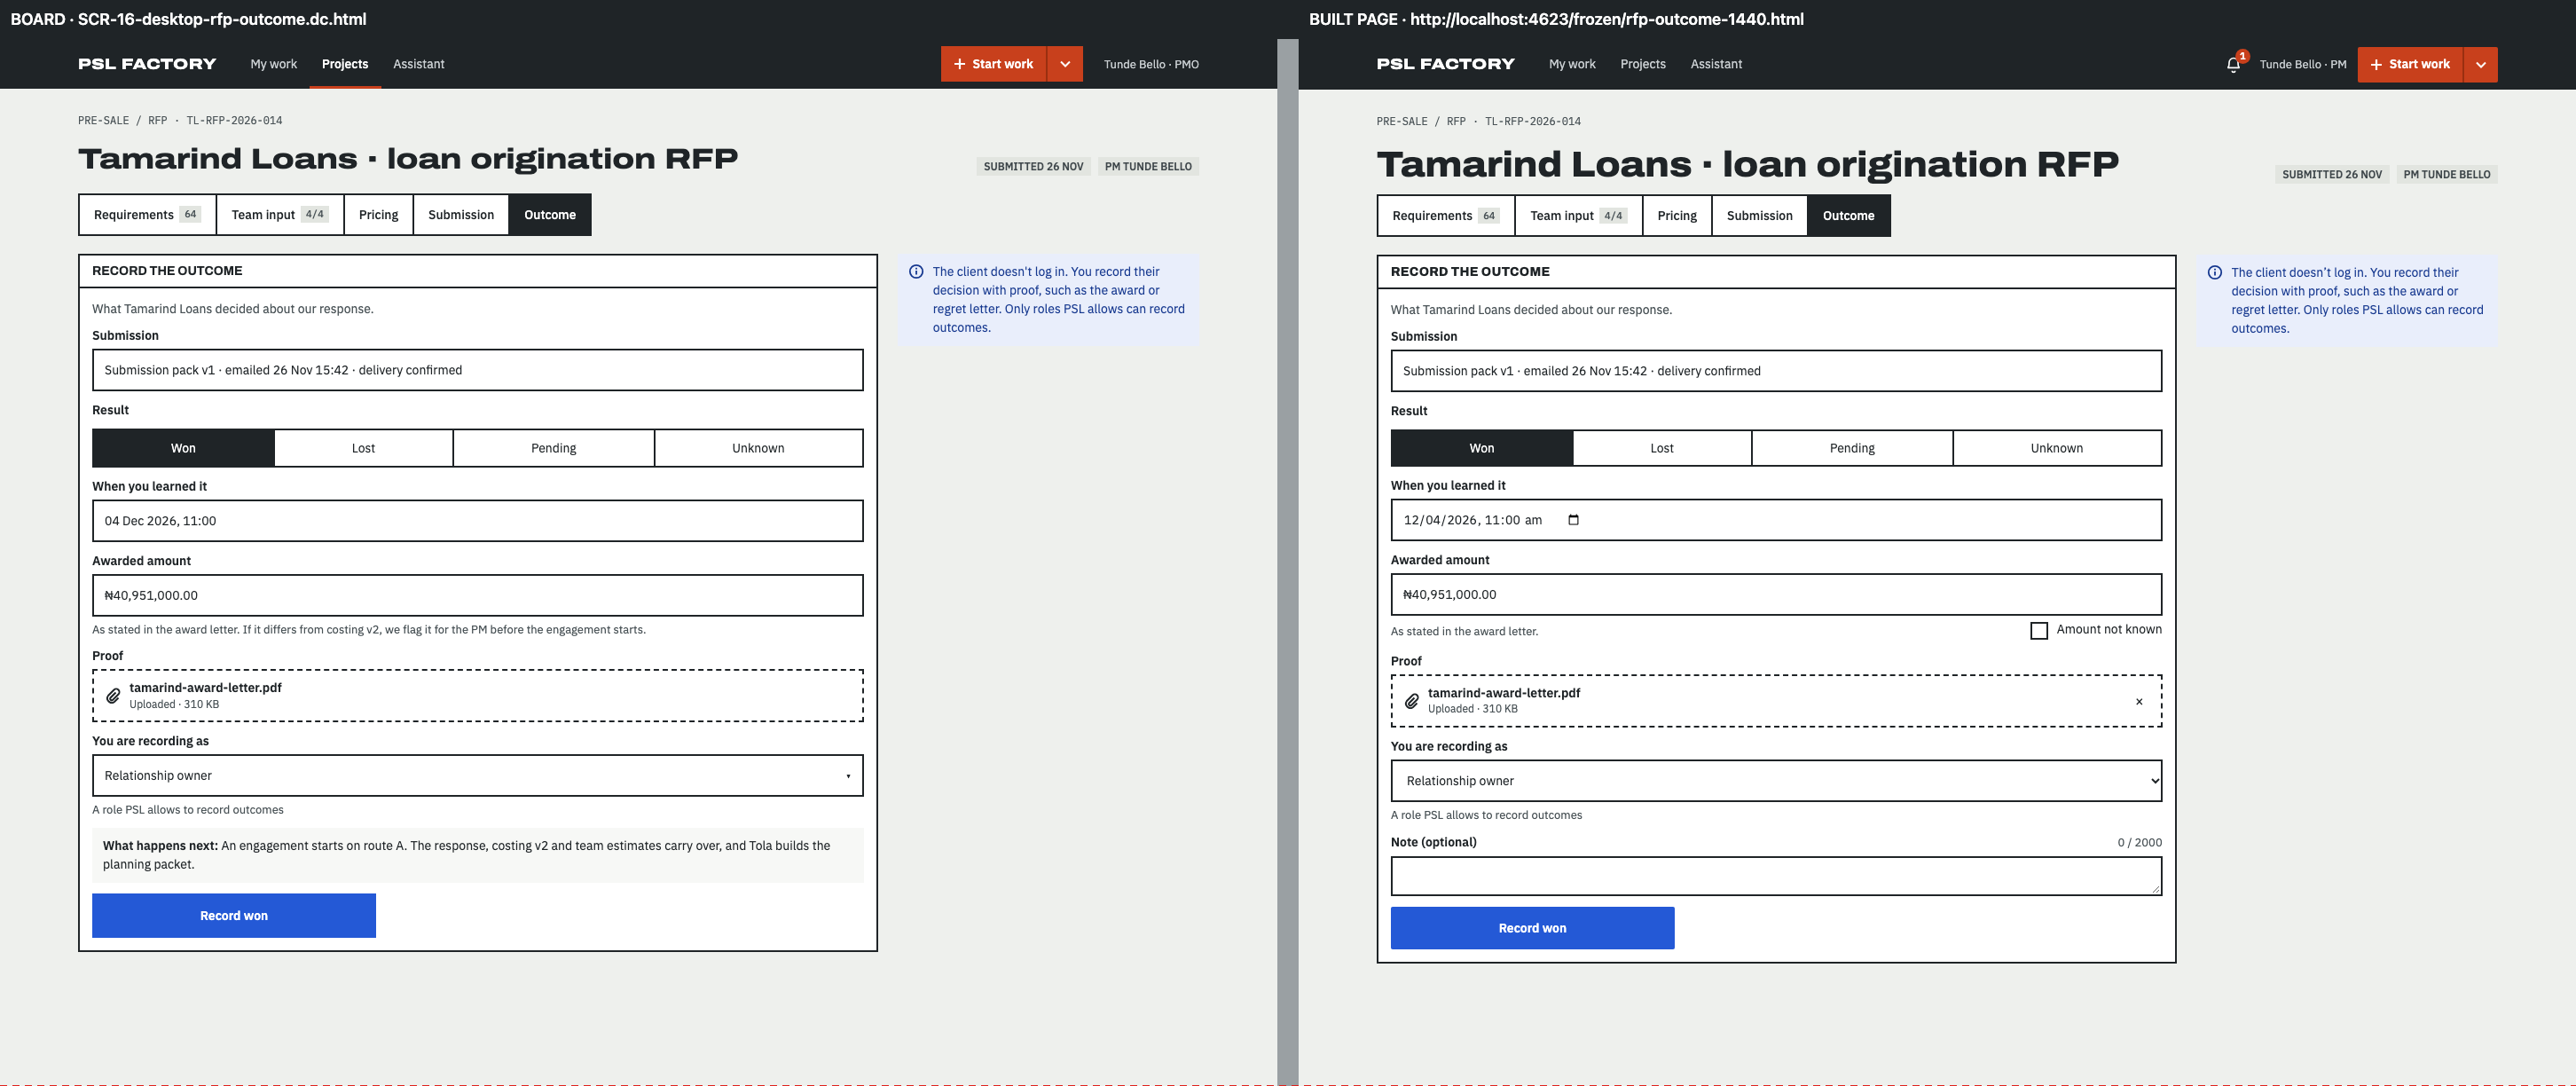 BOARD · SCR-16-desktop-rfp-outcome.dc.html
PSL FACTORY
My work
Projects
Assistant
+ Start work
Tunde Bello · PMO
PRE-SALE / RFP · TL-RFP-2026-014
Tamarind Loans · loan origination RFP
SUBMITTED 26 NOV
PM TUNDE BELLO
Requirements 64
Team input 4/4
Pricing
Submission
Outcome
RECORD THE OUTCOME
What Tamarind Loans decided about our response.
Submission
Submission pack v1 · emailed 26 Nov 15:42 · delivery confirmed
Result
Won
Lost
Pending
Unknown
When you learned it
04 Dec 2026, 11:00
Awarded amount
₦40,951,000.00
As stated in the award letter. If it differs from costing v2, we flag it for the PM before the engagement starts.
Proof
tamarind-award-letter.pdf
Uploaded · 310 KB
You are recording as
Relationship owner
A role PSL allows to record outcomes
What happens next: An engagement starts on route A. The response, costing v2 and team estimates carry over, and Tola builds the
planning packet.
Record won
The client doesn't log in. You record their
decision with proof, such as the award or
regret letter. Only roles PSL allows can record
outcomes.
BUILT PAGE · http://localhost:4623/frozen/rfp-outcome-1440.html
PSL FACTORY
My work
Projects
Assistant
1
Tunde Bello · PM
+ Start work
PRE-SALE / RFP · TL-RFP-2026-014
Tamarind Loans · loan origination RFP
SUBMITTED 26 NOV
PM TUNDE BELLO
Requirements 64
Team input 4/4
Pricing
Submission
Outcome
RECORD THE OUTCOME
What Tamarind Loans decided about our response.
Submission
Submission pack v1 · emailed 26 Nov 15:42 · delivery confirmed
Result
Won
Lost
Pending
Unknown
When you learned it
12/04/2026, 11:00 am
Awarded amount
₦40,951,000.00
As stated in the award letter.
Amount not known
Proof
tamarind-award-letter.pdf
Uploaded · 310 KB
×
You are recording as
Relationship owner
A role PSL allows to record outcomes
Note (optional)
0 / 2000
Record won
The client doesn’t log in. You record their
decision with proof, such as the award or
regret letter. Only roles PSL allows can record
outcomes.